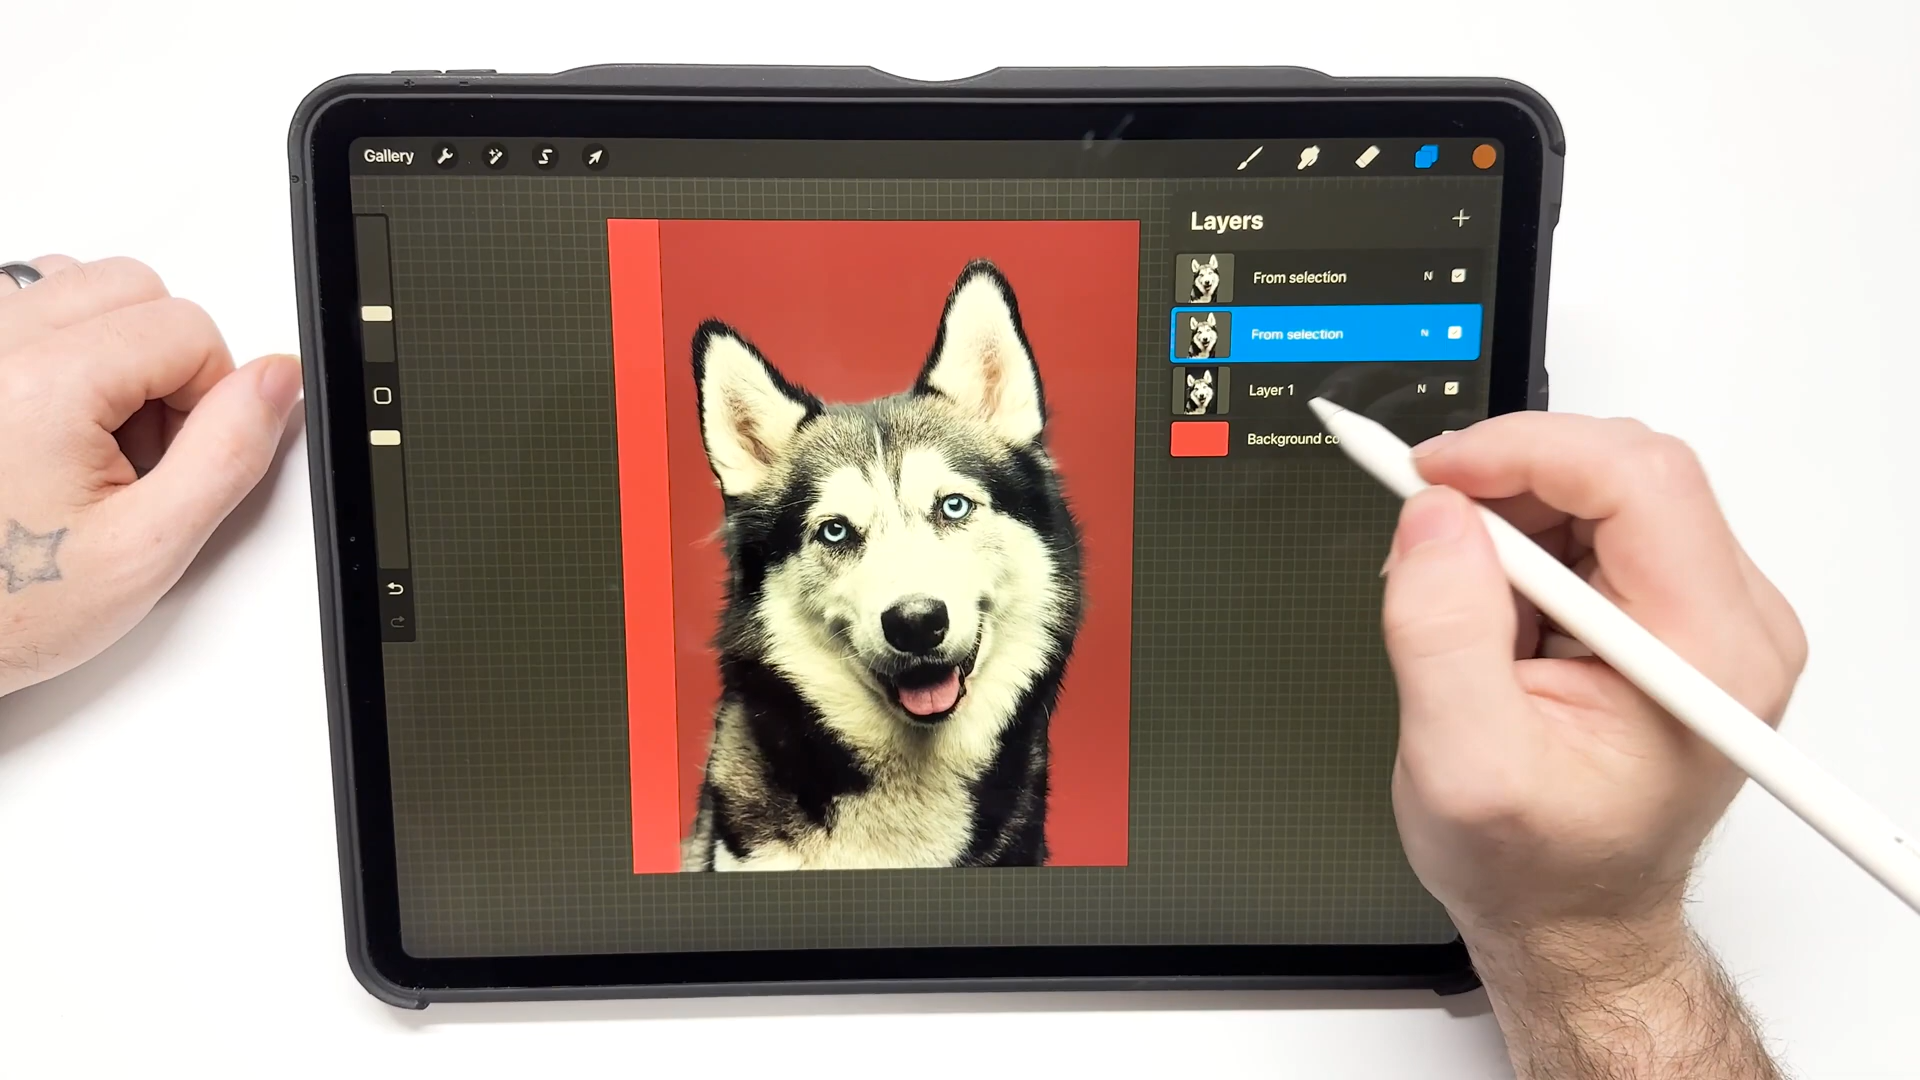 Gallery
Layers
From selection N
From selection N
Layer 1 N
Background co